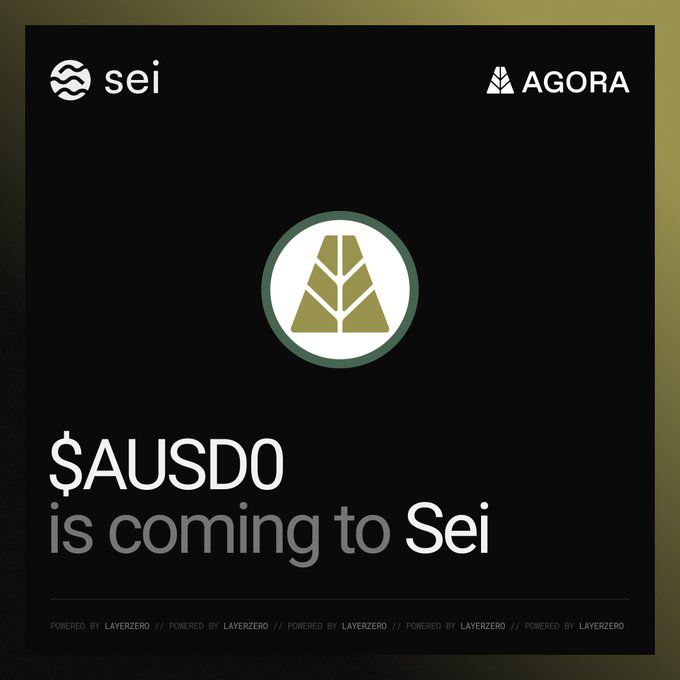 sei
AGORA
$AUSD0
is coming to Sei
POWERED BY LAYERZERO // POWERED BY LAYERZERO // POWERED BY LAYERZERO // POWERED BY LAYERZERO // POWERED BY LAYERZERO